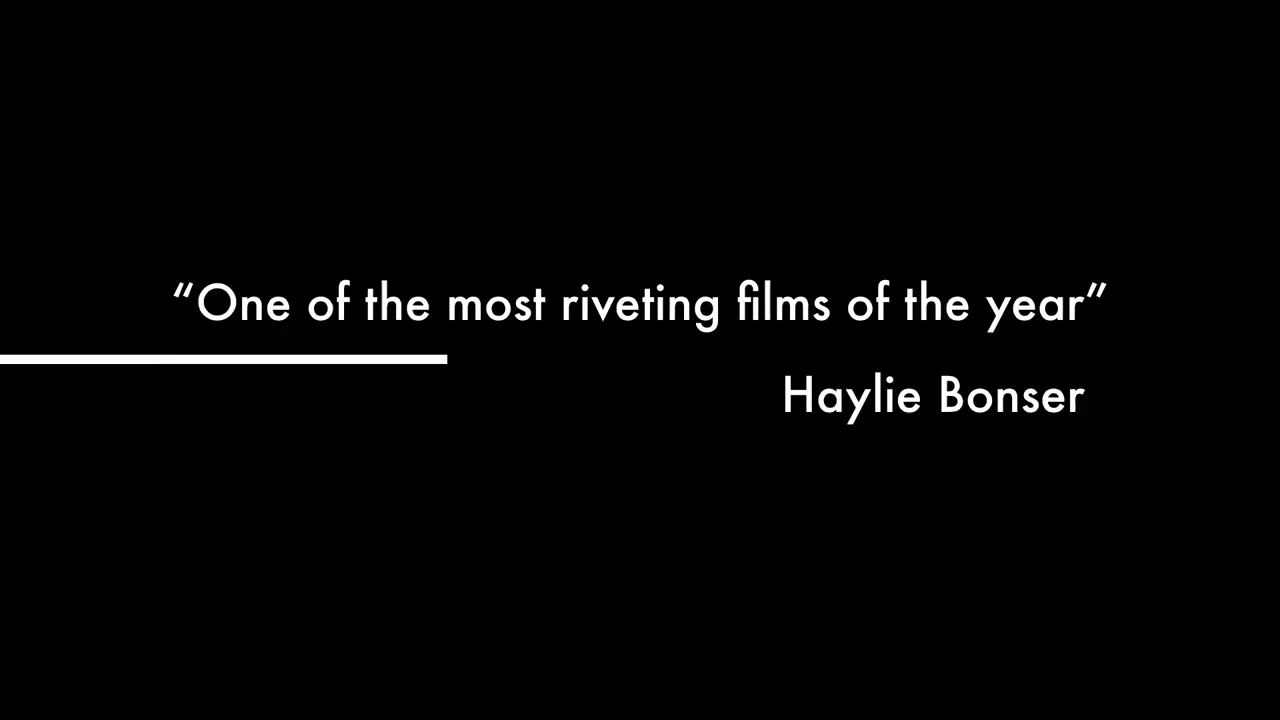 “One of the most riveting films of the year”
Haylie Bonser